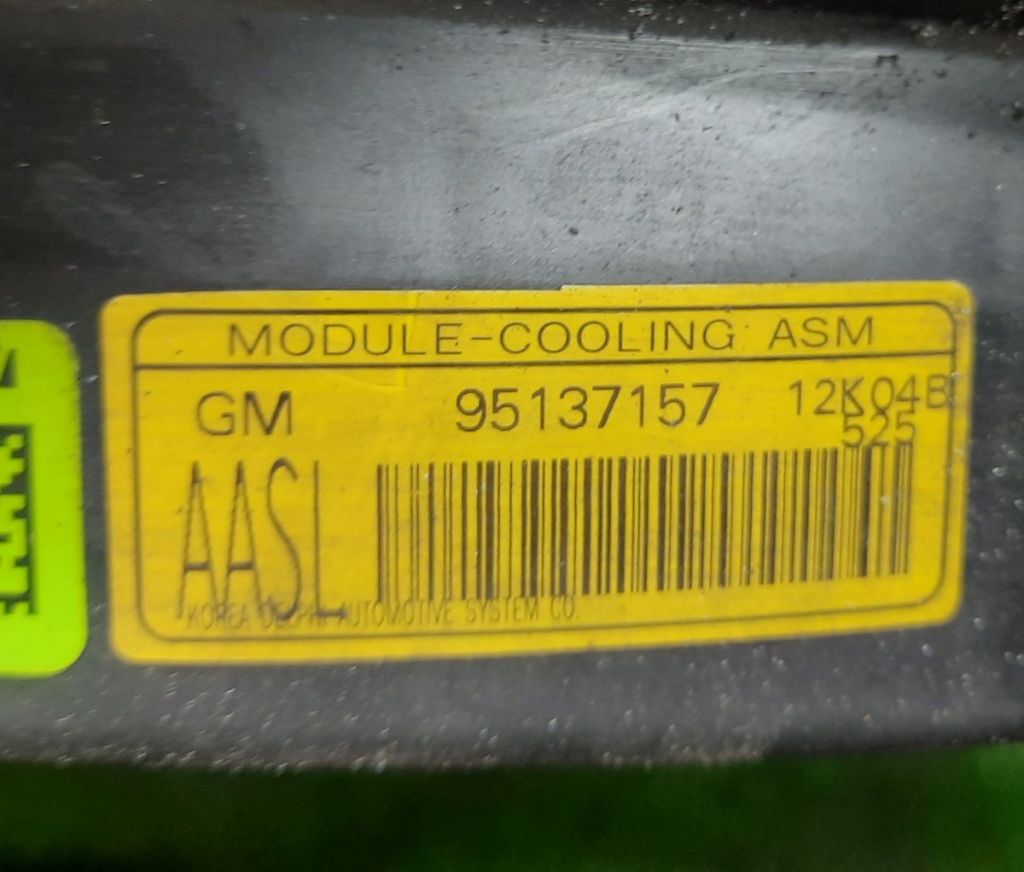 MODULE-COOLING ASM
GM 95137157 12K04B
525
AASL
KOREA DELPHI AUTOMOTIVE SYSTEM CO.